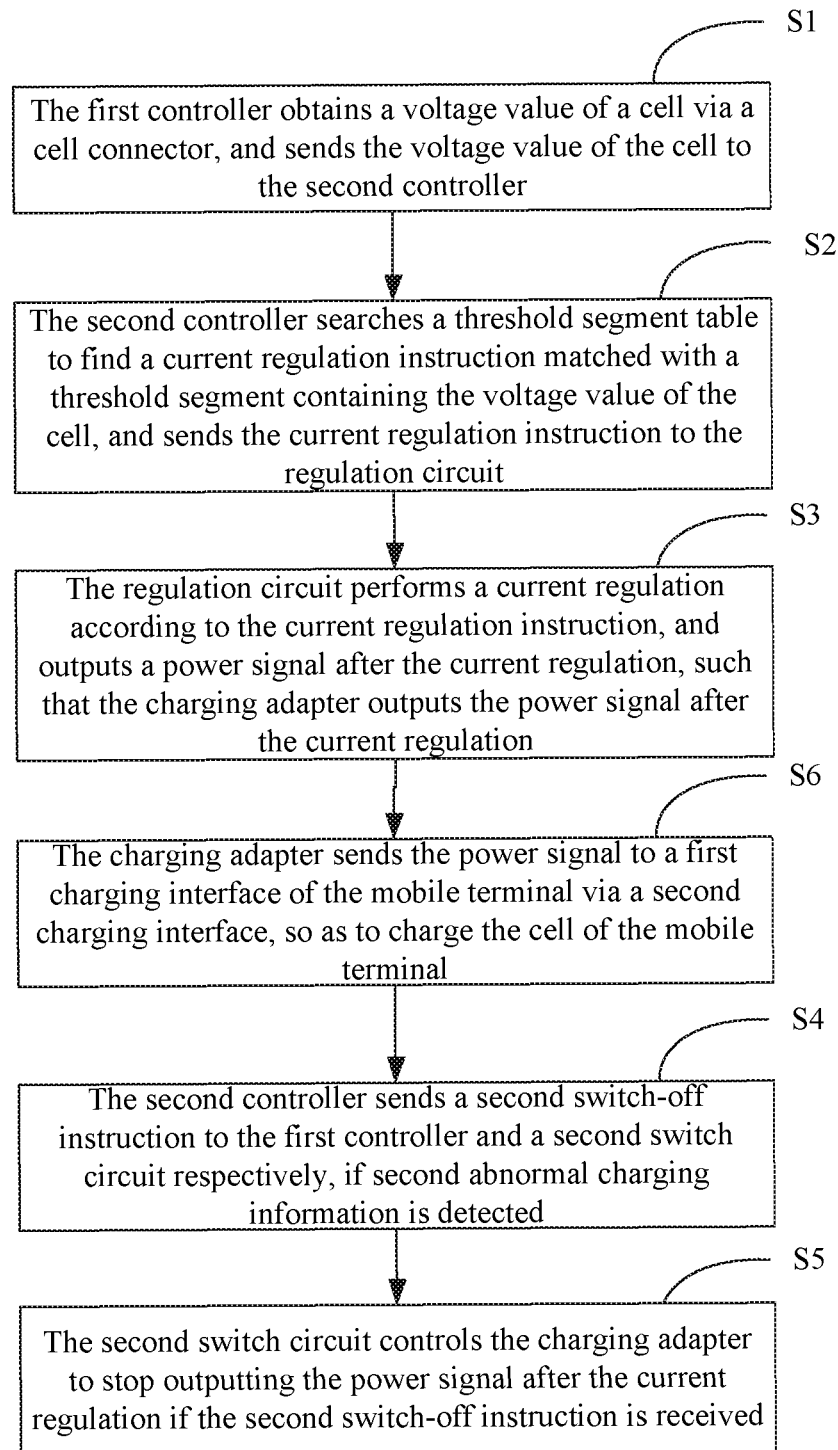 S1
The first controller obtains a voltage value of a cell via a
cell connector, and sends the voltage value of the cell to
the second controller
S2
The second controller searches a threshold segment table
to find a current regulation instruction matched with a
threshold segment containing the voltage value of the
cell, and sends the current regulation instruction to the
regulation circuit
S3
The regulation circuit performs a current regulation
according to the current regulation instruction, and
outputs a power signal after the current regulation, such
that the charging adapter outputs the power signal after
the current regulation
S6
The charging adapter sends the power signal to a first
charging interface of the mobile terminal via a second
charging interface, so as to charge the cell of the mobile
terminal
S4
The second controller sends a second switch-off
instruction to the first controller and a second switch
circuit respectively, if second abnormal charging
information is detected
S5
The second switch circuit controls the charging adapter
to stop outputting the power signal after the current
regulation if the second switch-off instruction is received